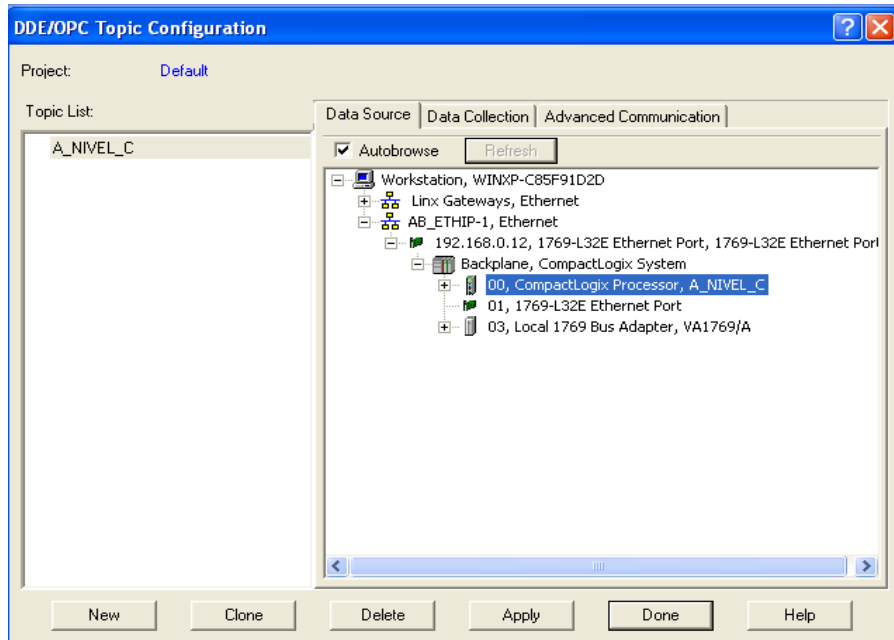 DDE/OPC Topic Configuration
Project: Default
Topic List:
A_NIVEL_C
Data Source Data Collection Advanced Communication
Autobrowse Refresh
Workstation, WINXP-C85F91D2D
Linx Gateways, Ethernet
AB_ETHIP-1, Ethernet
192.168.0.12, 1769-L32E Ethernet Port, 1769-L32E Ethernet Por
Backplane, CompactLogix System
00, CompactLogix Processor, A_NIVEL_C
01, 1769-L32E Ethernet Port
03, Local 1769 Bus Adapter, VA1769/A
New Clone Delete Apply Done Help